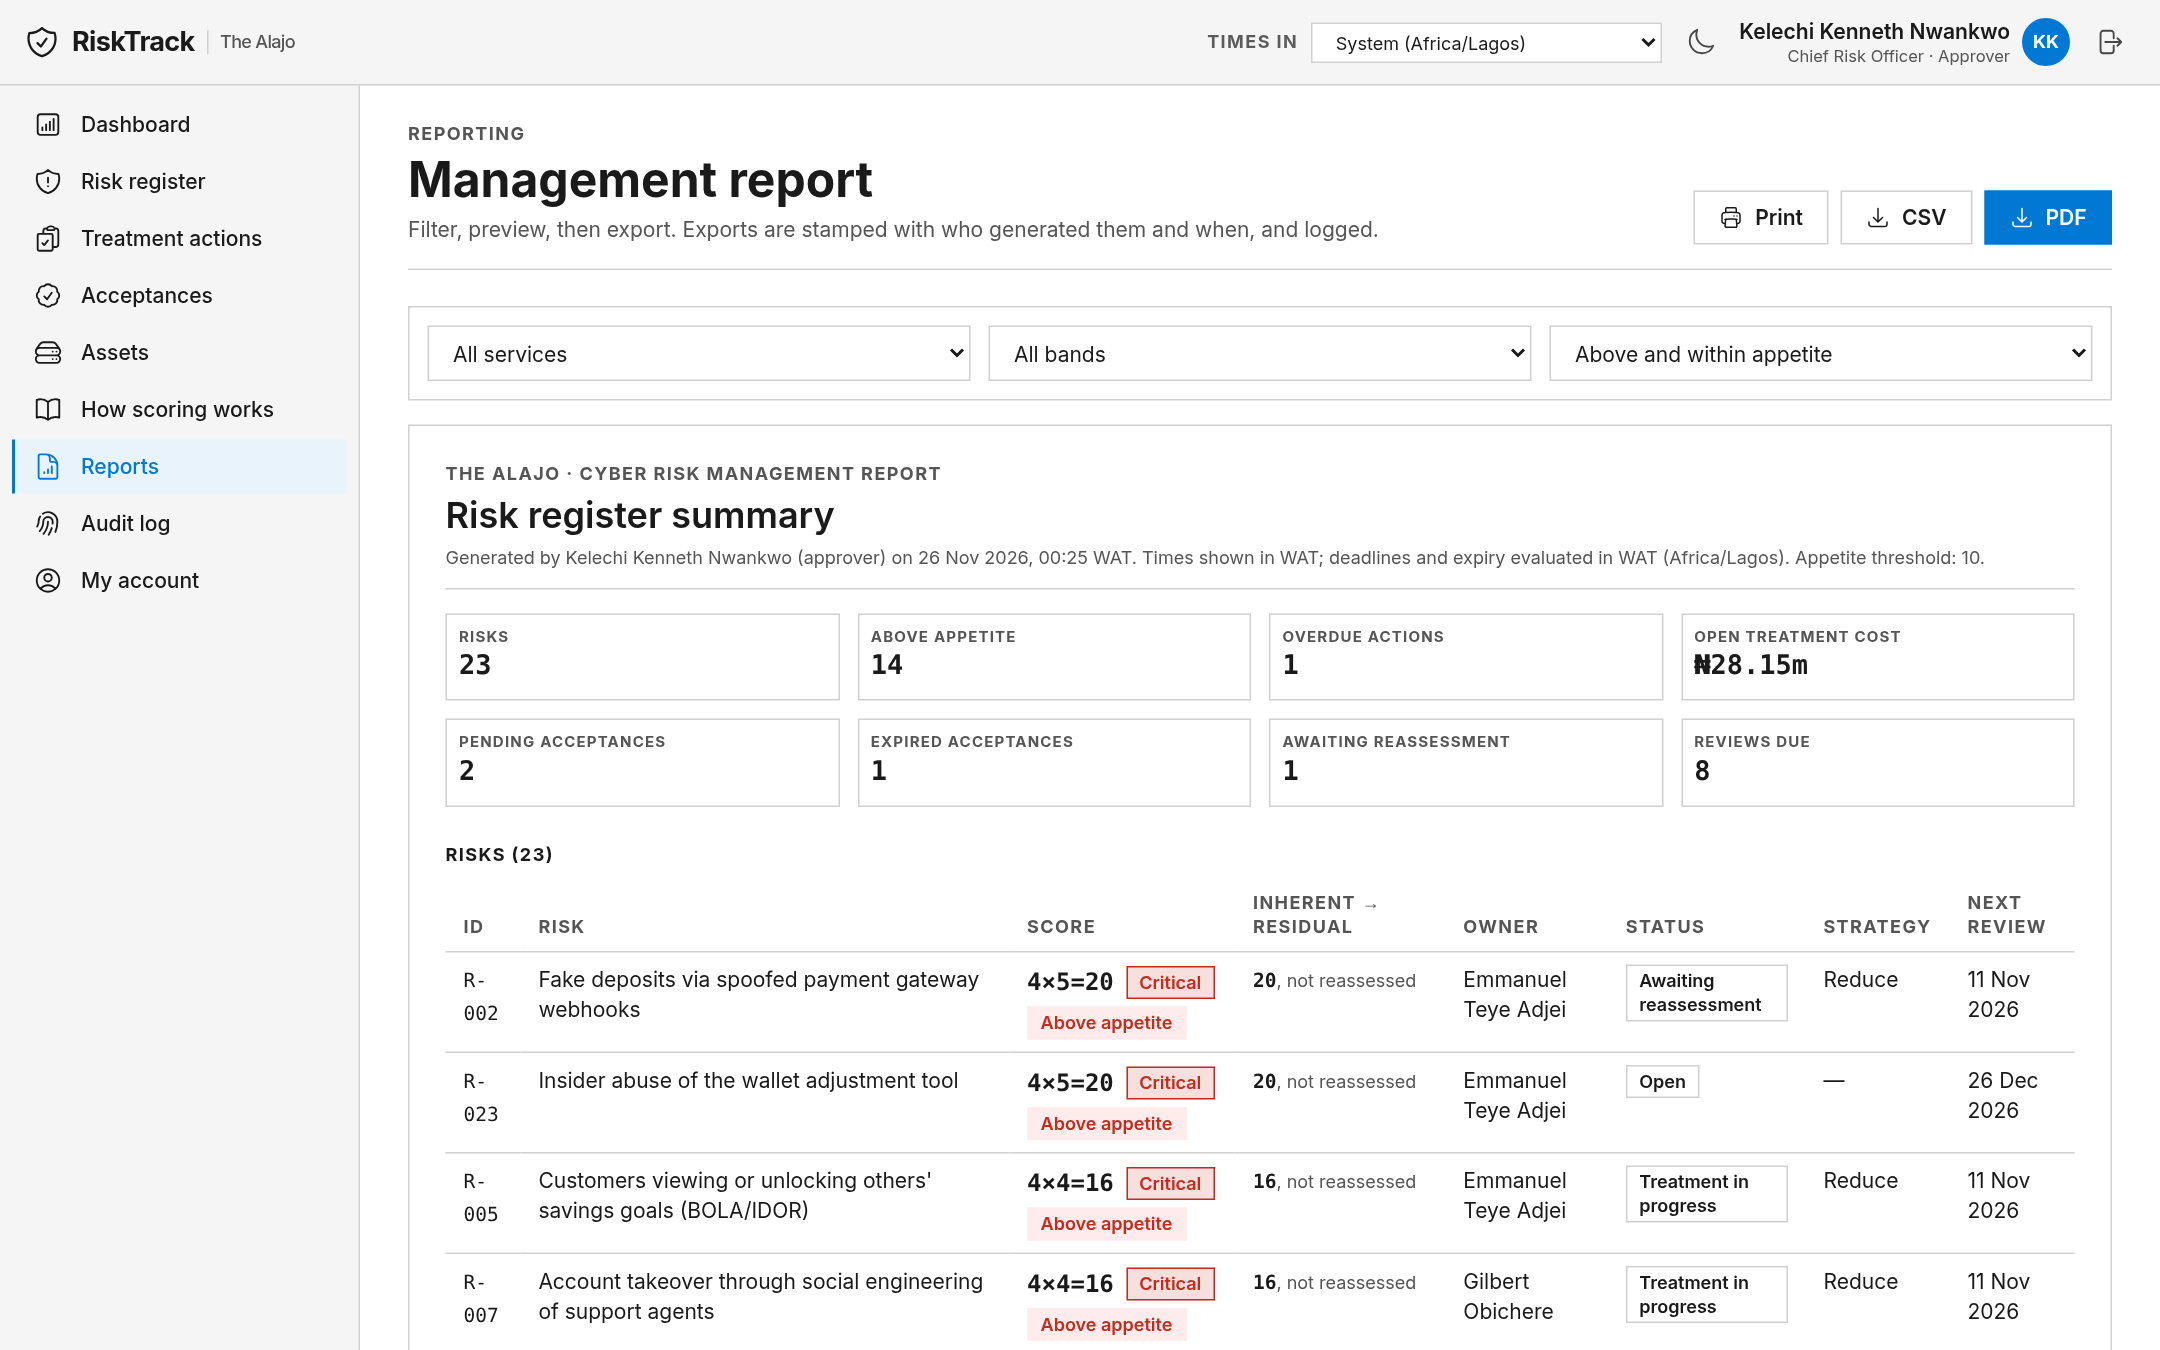 RiskTrack
The Alajo
TIMES IN
System (Africa/Lagos)
Kelechi Kenneth Nwankwo
Chief Risk Officer · Approver
KK
Dashboard
Risk register
Treatment actions
Acceptances
Assets
How scoring works
Reports
Audit log
My account
REPORTING
Management report
Filter, preview, then export. Exports are stamped with who generated them and when, and logged.
Print
CSV
PDF
All services
All bands
Above and within appetite
THE ALAJO · CYBER RISK MANAGEMENT REPORT
Risk register summary
Generated by Kelechi Kenneth Nwankwo (approver) on 26 Nov 2026, 00:25 WAT. Times shown in WAT; deadlines and expiry evaluated in WAT (Africa/Lagos). Appetite threshold: 10.
RISKS
23
ABOVE APPETITE
14
OVERDUE ACTIONS
1
OPEN TREATMENT COST
₦28.15m
PENDING ACCEPTANCES
2
EXPIRED ACCEPTANCES
1
AWAITING REASSESSMENT
1
REVIEWS DUE
8
RISKS (23)
ID
RISK
SCORE
INHERENT →
RESIDUAL
OWNER
STATUS
STRATEGY
NEXT
REVIEW
R-
002
Fake deposits via spoofed payment gateway
webhooks
4×5=20 Critical
Above appetite
20, not reassessed
Emmanuel
Teye Adjei
Awaiting
reassessment
Reduce
11 Nov
2026
R-
023
Insider abuse of the wallet adjustment tool
4×5=20 Critical
Above appetite
20, not reassessed
Emmanuel
Teye Adjei
Open
—
26 Dec
2026
R-
005
Customers viewing or unlocking others'
savings goals (BOLA/IDOR)
4×4=16 Critical
Above appetite
16, not reassessed
Emmanuel
Teye Adjei
Treatment in
progress
Reduce
11 Nov
2026
R-
007
Account takeover through social engineering
of support agents
4×4=16 Critical
Above appetite
16, not reassessed
Gilbert
Obichere
Treatment in
progress
Reduce
11 Nov
2026